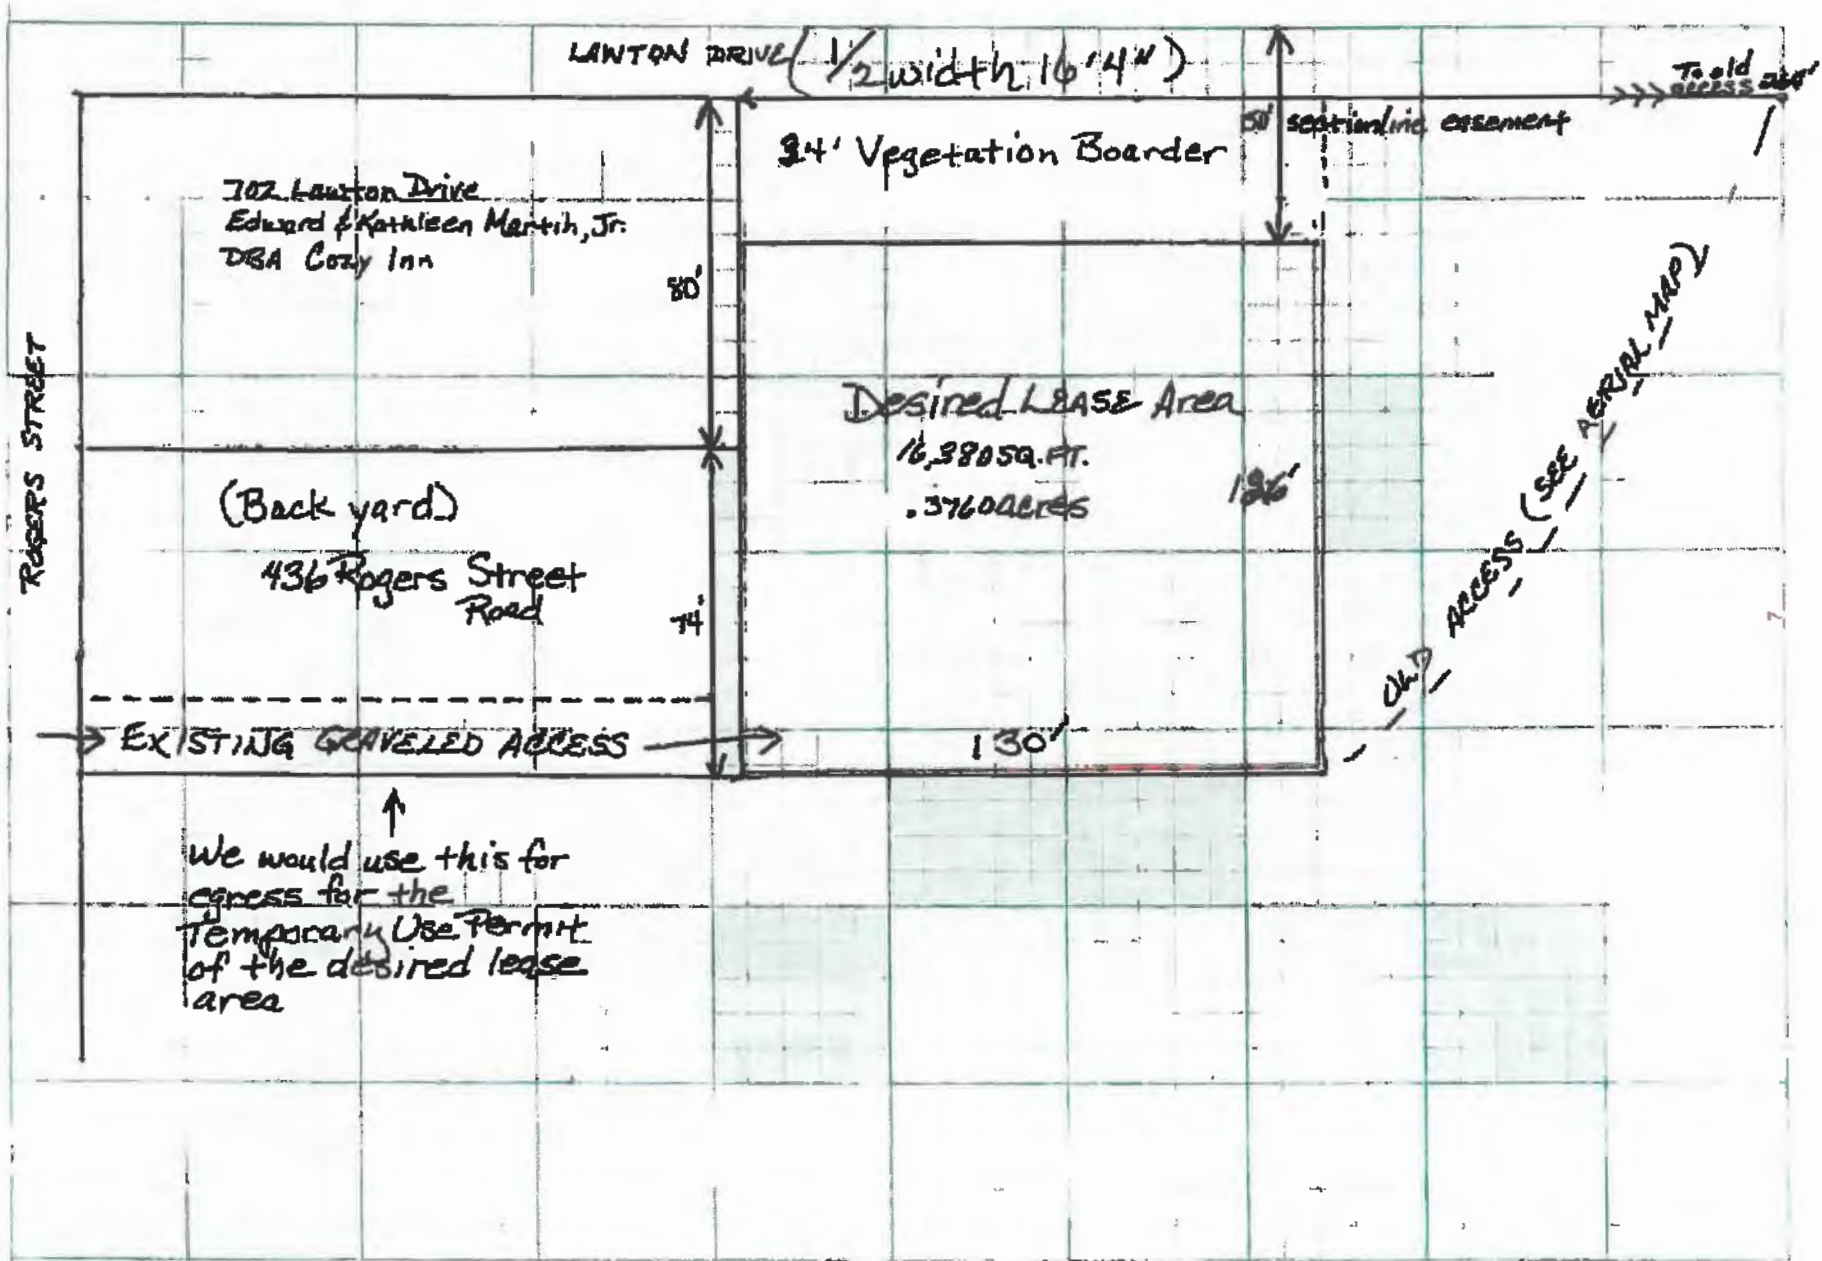 LAWTON DRIVE (1/2 width 16'4")
To old
access
50' section line easement
34' Vegetation Boarder
702 Lawton Drive
Edward & Kathleen Martin, Jr.
DBA Cozy Inn
80'
ROGERS STREET
Desired LEASE Area
16,380 SQ. FT.
.3760 acres
126'
(Back yard)
436 Rogers Street
Road
74'
OLD ACCESS (SEE AERIAL MAP)
EXISTING GRAVELED ACCESS
130'
We would use this for
egress for the
Temporary Use Permit
of the desired lease
area